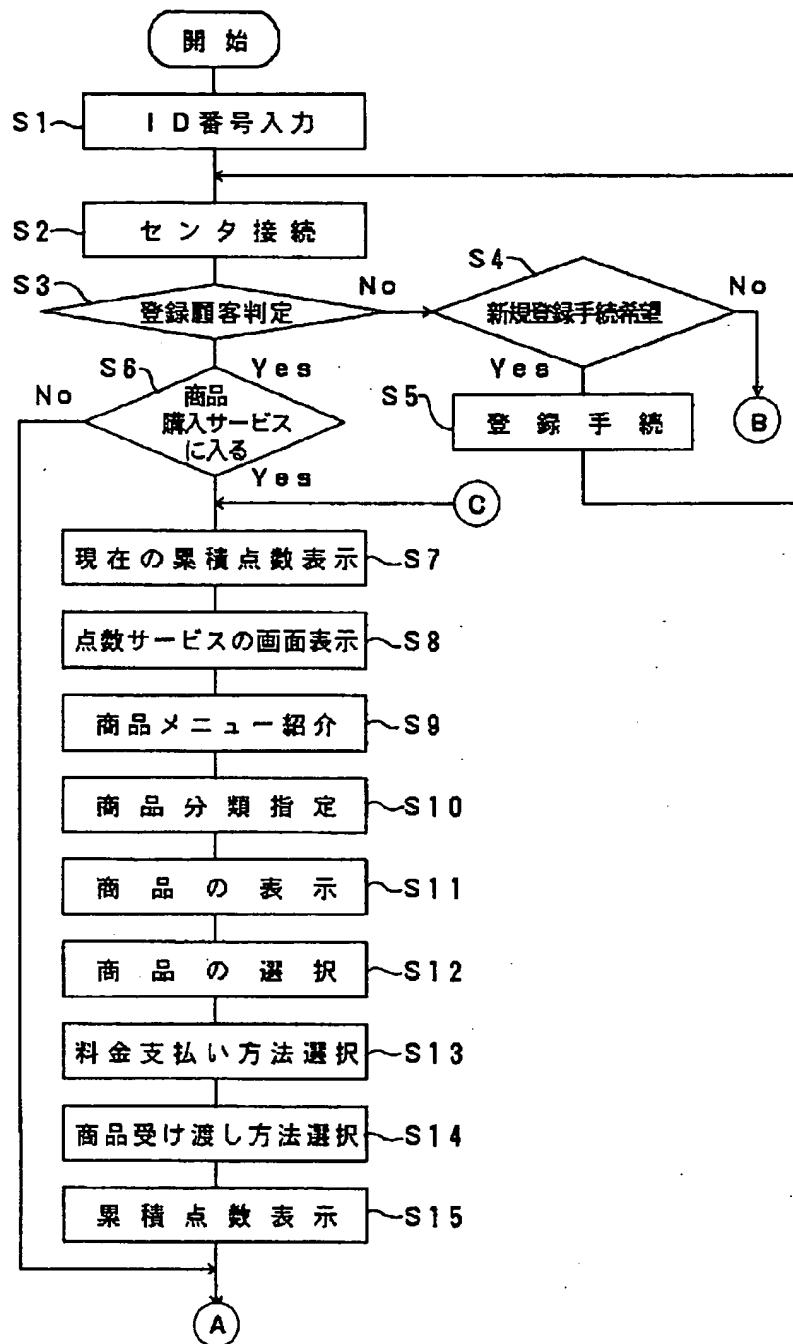 開始
S1
ID番号入力
S2
センタ接続
S3
登録顧客判定
No
S4
新規登録手続希望
No
Yes
S5
登録手続
B
Yes
S6
No
商品
購入サービス
に入る
Yes
C
現在の累積点数表示
S7
点数サービスの画面表示
S8
商品メニュー紹介
S9
商品分類指定
S10
商品の表示
S11
商品の選択
S12
料金支払い方法選択
S13
商品受け渡し方法選択
S14
累積点数表示
S15
A